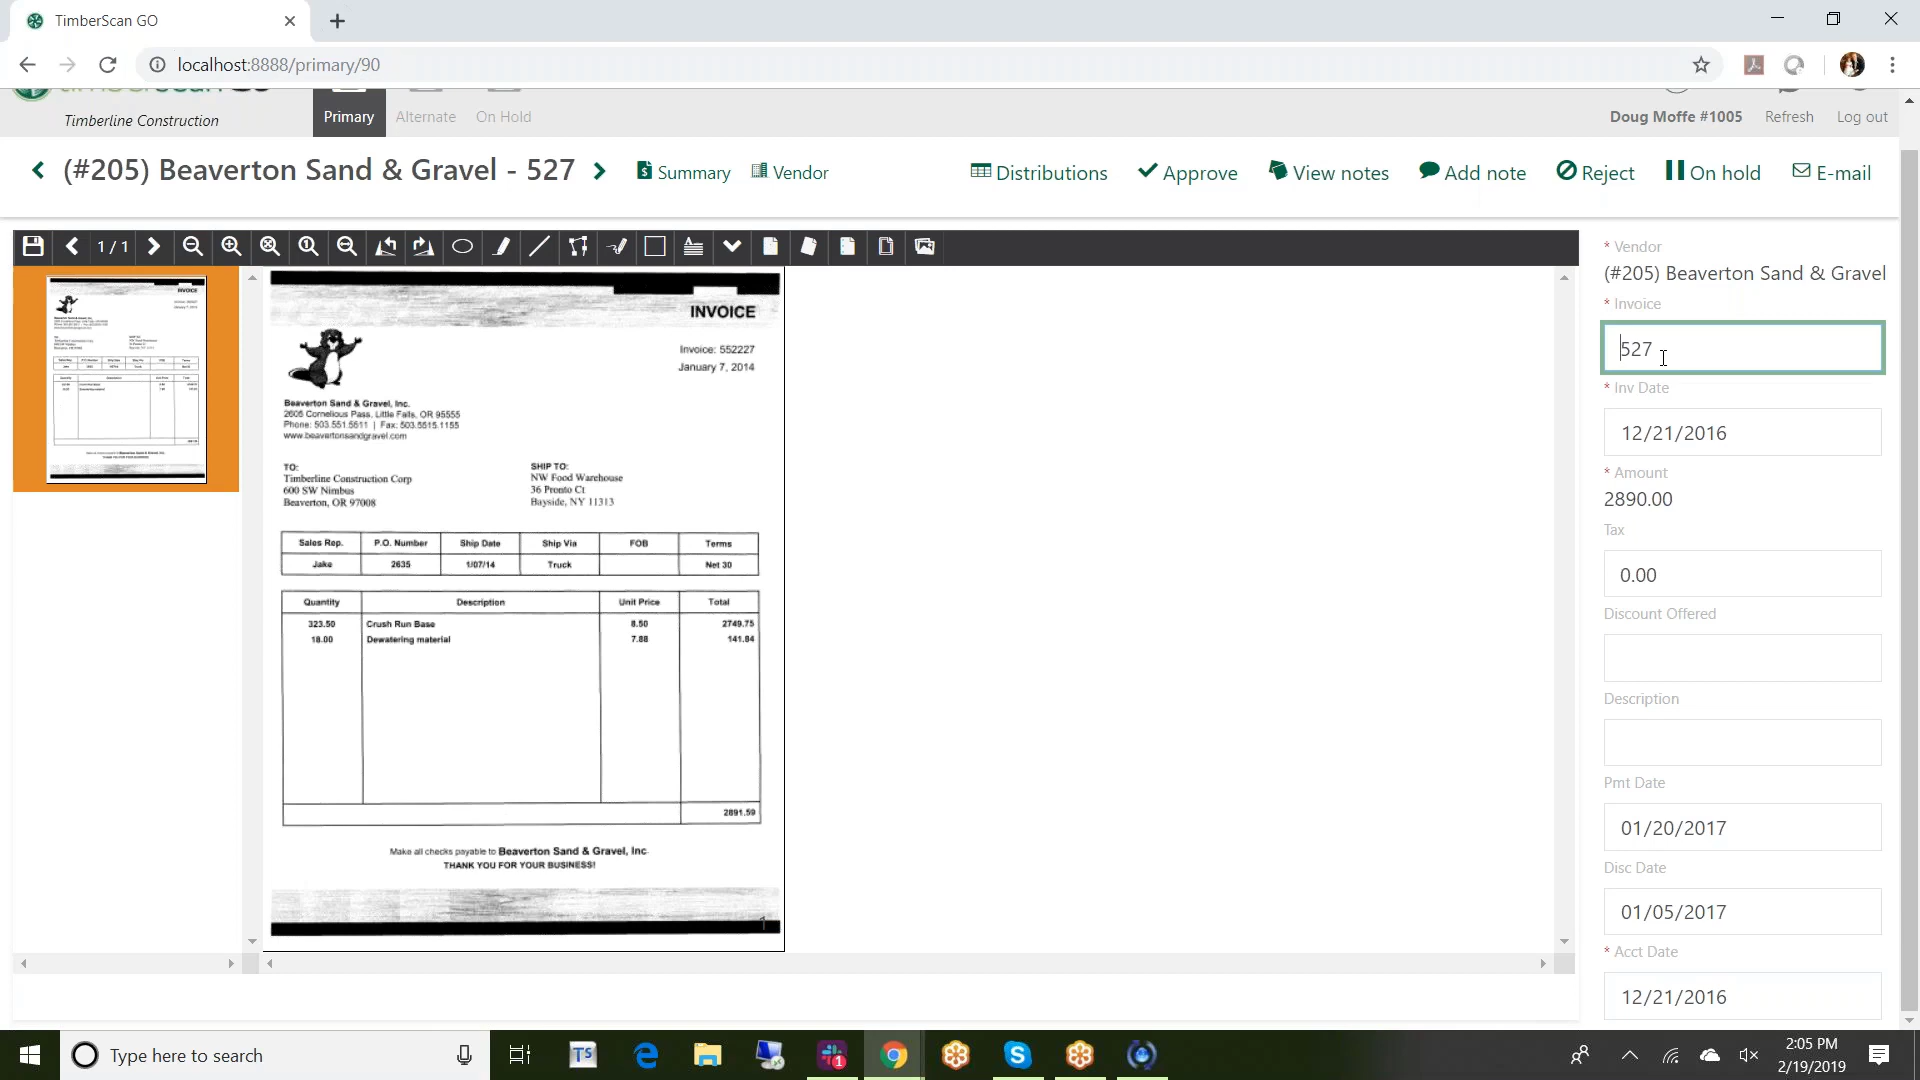 TimberScan GO
localhost:8888/primary/90
Timberline Construction
Primary
Alternate
On Hold
Doug Moffe #1005
Refresh
Log out
(#205) Beaverton Sand & Gravel - 527
Summary
Vendor
Distributions
Approve
View notes
Add note
Reject
On hold
E-mail
1 / 1
INVOICE
Invoice: 552227
January 7, 2014
Beaverton Sand & Gravel, Inc.
2605 Cornelious Pass, Little Falls, OR 95555
Phone: 503.551.5511 | Fax: 503.5515.1155
www.beavertonsandgravel.com
TO:
Timberline Construction Corp
600 SW Nimbus
Beaverton, OR 97008
SHIP TO:
NW Food Warehouse
36 Pronto Ct
Bayside, NY 11313
Sales Rep. P.O. Number Ship Date Ship Via FOB Terms
Jake 2635 1/07/14 Truck Net 30
Quantity Description Unit Price Total
323.50 Crush Run Base 8.50 2749.75
18.00 Dewatering material 7.88 141.84
2891.59
Make all checks payable to Beaverton Sand & Gravel, Inc.
THANK YOU FOR YOUR BUSINESS!
1
* Vendor
(#205) Beaverton Sand & Gravel
* Invoice
527
* Inv Date
12/21/2016
* Amount
2890.00
Tax
0.00
Discount Offered
Description
Pmt Date
01/20/2017
Disc Date
01/05/2017
* Acct Date
12/21/2016
Type here to search
TS
1
2:05 PM
2/19/2019